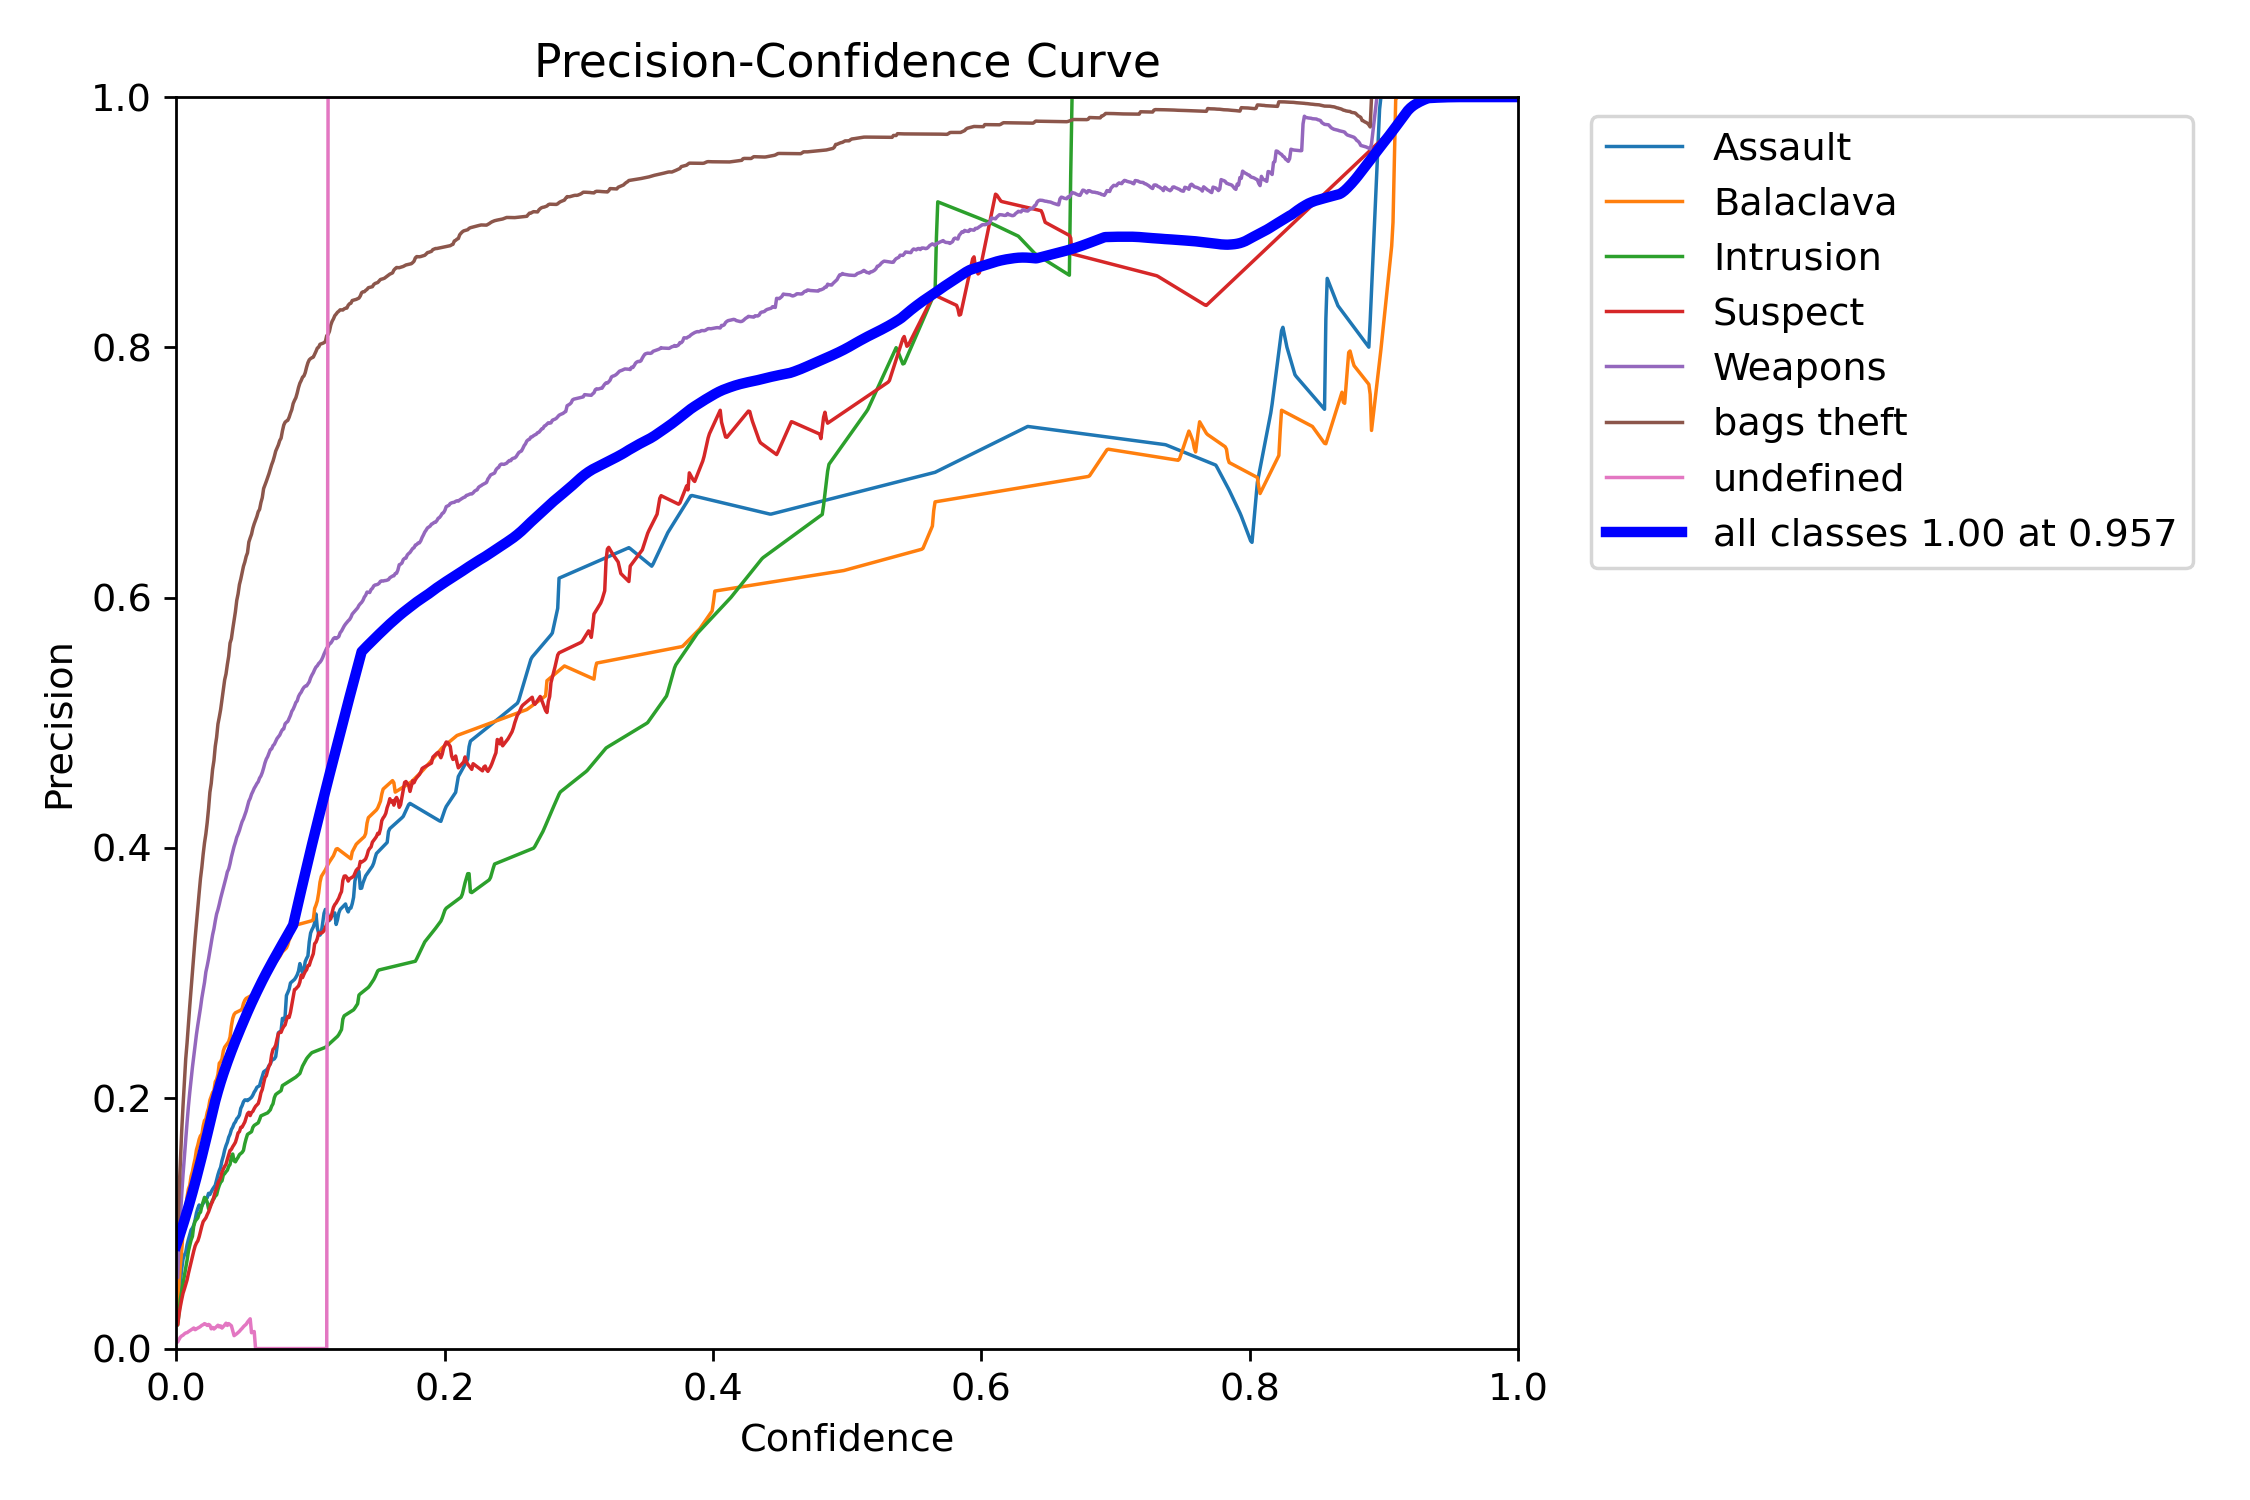 Precision-Confidence Curve
1.0
0.8
0.6
0.4
0.2
0.0
Precision
0.0 0.2 0.4 0.6 0.8 1.0
Confidence
Assault
Balaclava
Intrusion
Suspect
Weapons
bags theft
undefined
all classes 1.00 at 0.957